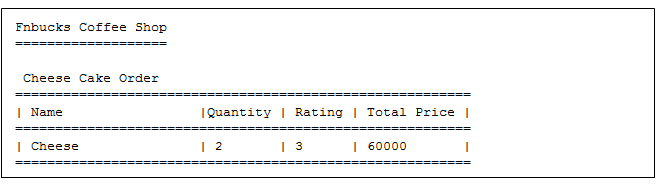 Fnbucks Coffee Shop
===================
Cheese Cake Order
=========================================================
| Name                 |Quantity | Rating | Total Price |
=========================================================
| Cheese               | 2       | 3      | 60000       |
=========================================================